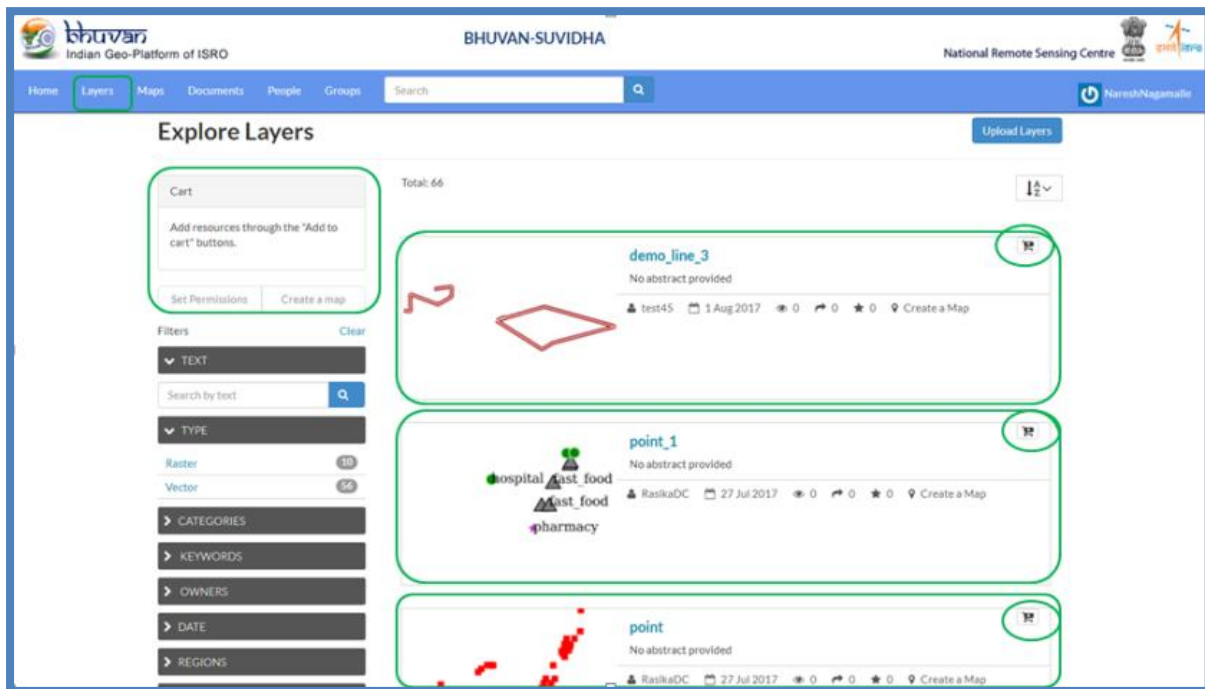 bhuvan
Indian Geo-Platform of ISRO
BHUVAN-SUVIDHA
National Remote Sensing Centre
इसरो isro
Home Layers Maps Documents People Groups Search NareshNagamalle
Explore Layers
Upload Layers
Cart
Add resources through the "Add to
cart" buttons.
Set Permissions Create a map
Filters Clear
TEXT
Search by text
TYPE
Raster 10
Vector 56
CATEGORIES
KEYWORDS
OWNERS
DATE
REGIONS
Total: 66
demo_line_3
No abstract provided
test45 1 Aug 2017 0 0 0 Create a Map
hospital fast_food
fast_food
pharmacy
point_1
No abstract provided
RasikaDC 27 Jul 2017 0 0 0 Create a Map
point
No abstract provided
RasikaDC 27 Jul 2017 0 0 0 Create a Map